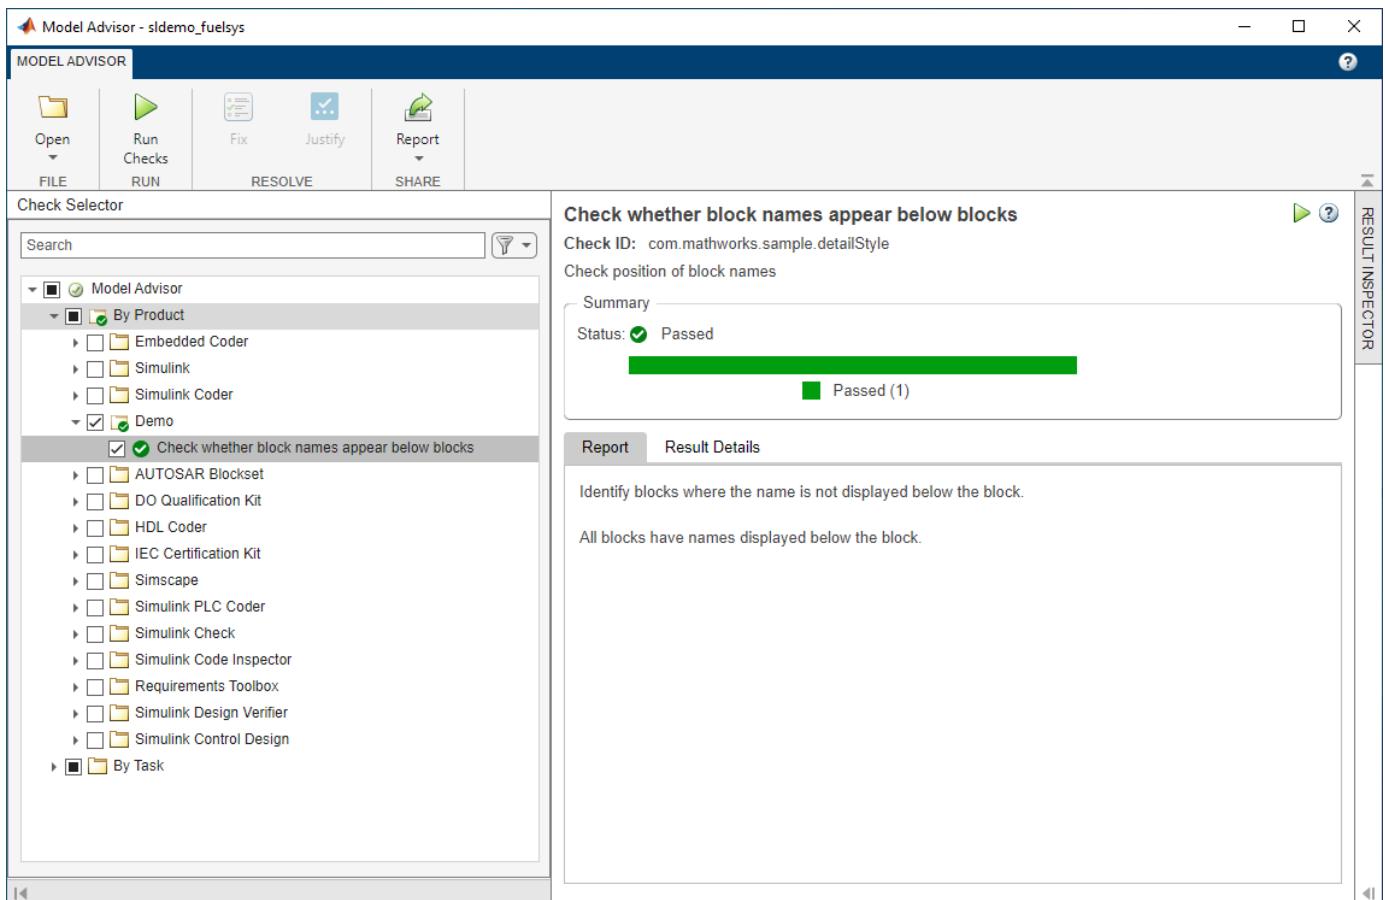 Model Advisor - sldemo_fuelsys
MODEL ADVISOR
Open
Run
Checks
Fix
Justify
Report
FILE
RUN
RESOLVE
SHARE
Check Selector
Search
Model Advisor
By Product
Embedded Coder
Simulink
Simulink Coder
Demo
Check whether block names appear below blocks
AUTOSAR Blockset
DO Qualification Kit
HDL Coder
IEC Certification Kit
Simscape
Simulink PLC Coder
Simulink Check
Simulink Code Inspector
Requirements Toolbox
Simulink Design Verifier
Simulink Control Design
By Task
Check whether block names appear below blocks
Check ID: com.mathworks.sample.detailStyle
Check position of block names
Summary
Status: Passed
Passed (1)
Report Result Details
Identify blocks where the name is not displayed below the block.
All blocks have names displayed below the block.
RESULT INSPECTOR